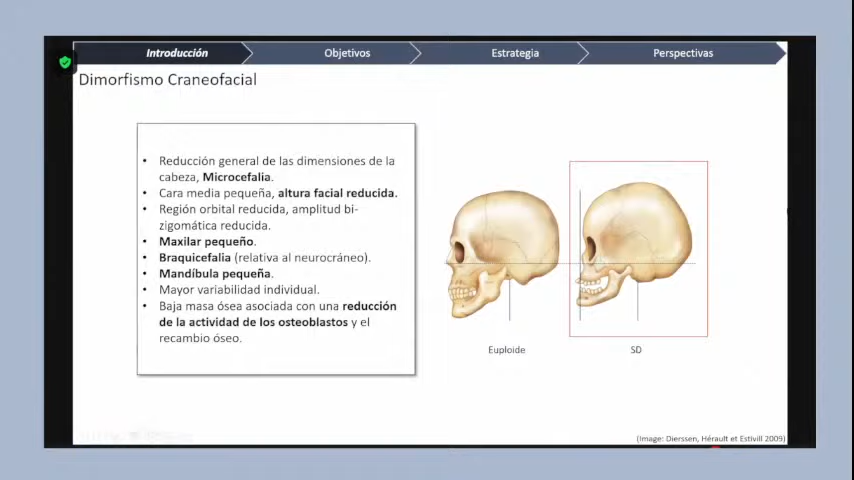 Introducción
Objetivos
Estrategia
Perspectivas
Dimorfismo Craneofacial
• Reducción general de las dimensiones de la
cabeza, Microcefalia.
• Cara media pequeña, altura facial reducida.
• Región orbital reducida, amplitud bi-
zigomática reducida.
• Maxilar pequeño.
• Braquicefalia (relativa al neurocráneo).
• Mandíbula pequeña.
• Mayor variabilidad individual.
• Baja masa ósea asociada con una reducción
de la actividad de los osteoblastos y el
recambio óseo.
Euploide
SD
(Image: Dierssen, Hérault et Estivill 2009)